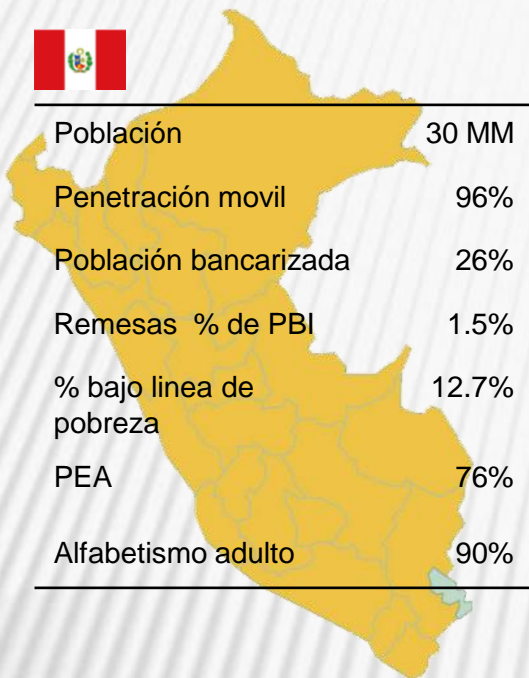 Población 30 MM
Penetración movil 96%
Población bancarizada 26%
Remesas % de PBI 1.5%
% bajo linea de 12.7%
pobreza
PEA 76%
Alfabetismo adulto 90%